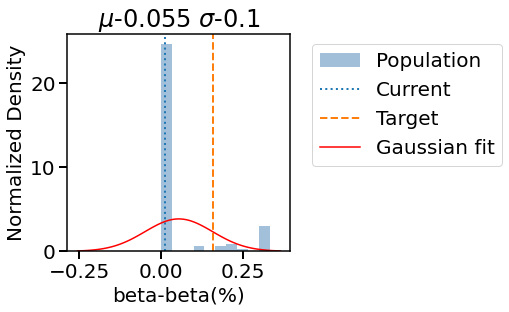 μ-0.055 σ-0.1
Normalized Density
20
10
0
−0.25 0.00 0.25
beta-beta(%)
Population
Current
Target
Gaussian fit